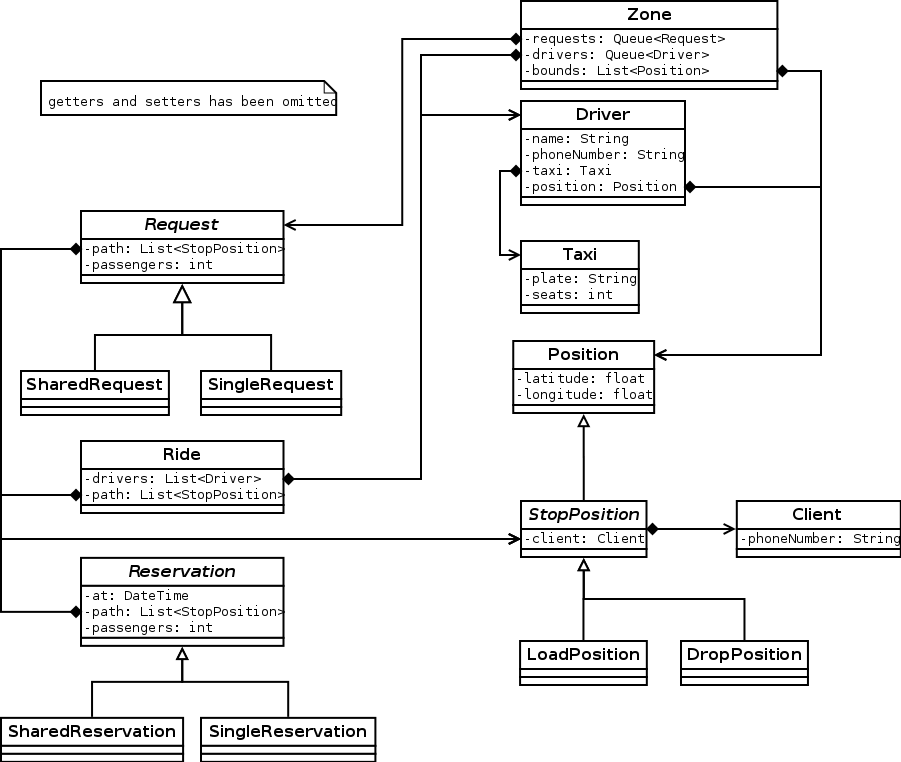 Zone
-requests: Queue<Request>
-drivers: Queue<Driver>
-bounds: List<Position>
getters and setters has been omitted
Driver
-name: String
-phoneNumber: String
-taxi: Taxi
-position: Position
Request
-path: List<StopPosition>
-passengers: int
Taxi
-plate: String
-seats: int
Position
-latitude: float
-longitude: float
SharedRequest
SingleRequest
Ride
-drivers: List<Driver>
-path: List<StopPosition>
StopPosition
-client: Client
Client
-phoneNumber: String
Reservation
-at: DateTime
-path: List<StopPosition>
-passengers: int
LoadPosition
DropPosition
SharedReservation
SingleReservation